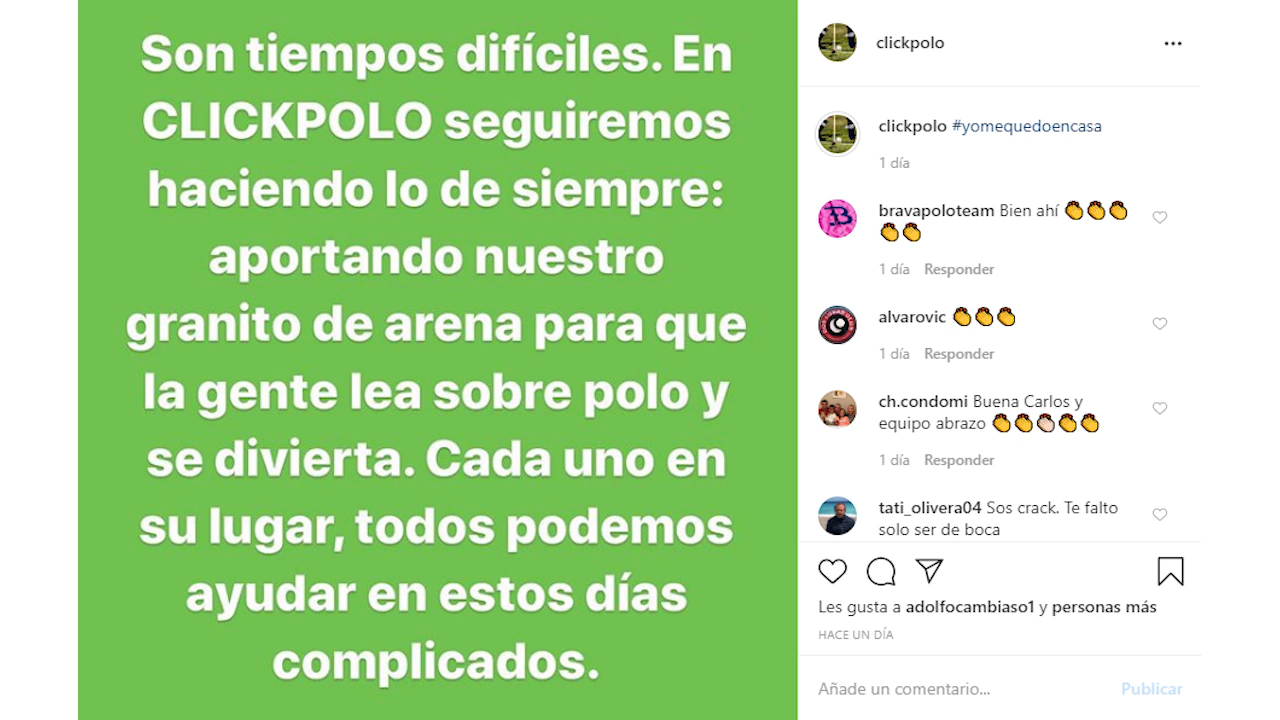 Son tiempos difíciles. En
CLICKPOLO seguiremos
haciendo lo de siempre:
aportando nuestro
granito de arena para que
la gente lea sobre polo y
se divierta. Cada uno en
su lugar, todos podemos
ayudar en estos días
complicados.
clickpolo
clickpolo #yomequedoencasa
1 día
bravapoloteam Bien ahí 👏👏👏
👏👏
1 día Responder
alvarovic 👏👏👏
1 día Responder
ch.condomi Buena Carlos y
equipo abrazo 👏👏👏🏻👏👏
1 día Responder
tati_olivera04 Sos crack. Te falto
solo ser de boca
Les gusta a adolfocambiaso1 y personas más
HACE UN DÍA
Añade un comentario... Publicar